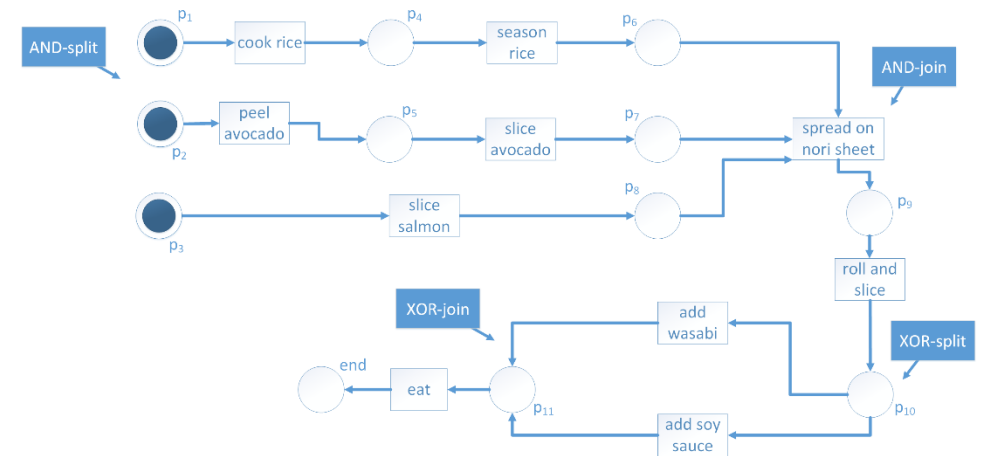 p1
p4
p6
AND-split
cook rice
season
rice
AND-join
peel
avocado
p2
p5
slice
avocado
p7
spread on
nori sheet
p3
slice
salmon
p8
p9
roll and
slice
XOR-join
add
wasabi
XOR-split
end
eat
p11
p10
add soy
sauce